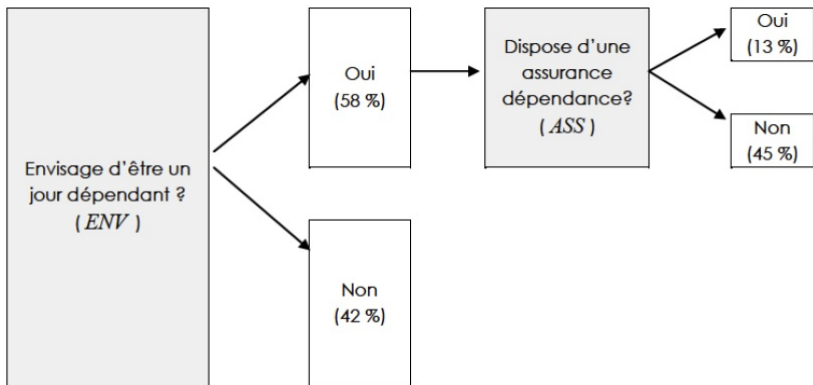 Envisage d'être un
jour dépendant ?
( ENV )
Oui
(58 %)
Non
(42 %)
Dispose d'une
assurance
dépendance?
( ASS )
Oui
(13 %)
Non
(45 %)